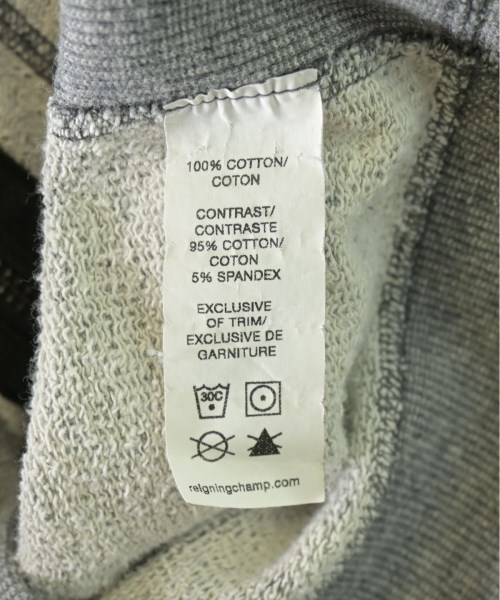 100% COTTON/
COTON
CONTRAST/
CONTRASTE
95% COTTON/
COTON
5% SPANDEX
EXCLUSIVE
OF TRIM/
EXCLUSIVE DE
GARNITURE
30C
reigningchamp.com